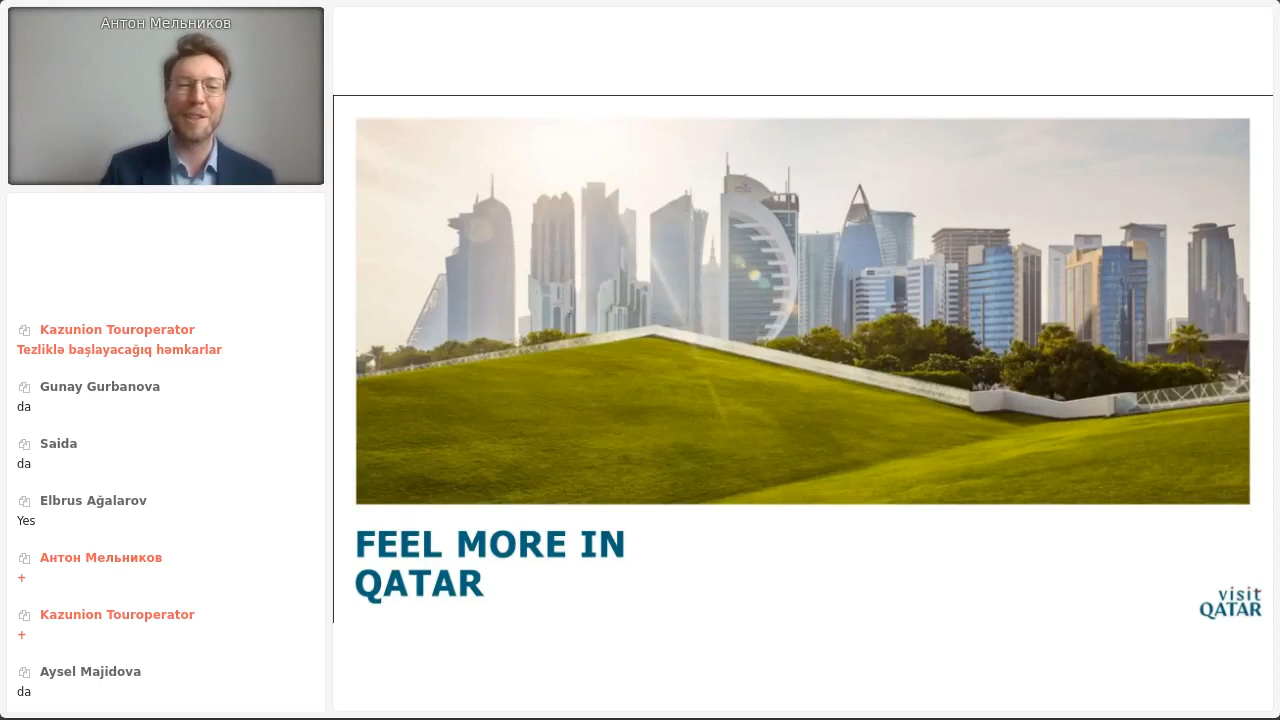 Антон Мельников
Kazunion Touroperator
Tezliklə başlayacağıq həmkarlar
Gunay Gurbanova
da
Saida
da
Elbrus Ağalarov
Yes
Антон Мельников
+
Kazunion Touroperator
+
Aysel Majidova
da
FEEL MORE IN
QATAR
visit
QATAR